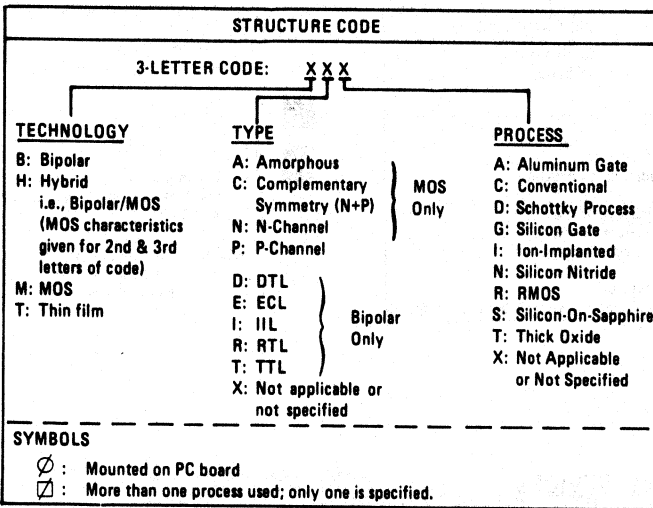 STRUCTURE CODE
3-LETTER CODE: X X X
TECHNOLOGY
B: Bipolar
H: Hybrid
i.e., Bipolar/MOS
(MOS characteristics
given for 2nd & 3rd
letters of code)
M: MOS
T: Thin film
TYPE
A: Amorphous
C: Complementary
Symmetry (N+P)
N: N-Channel
P: P-Channel
MOS
Only
D: DTL
E: ECL
I: IIL
R: RTL
T: TTL
Bipolar
Only
X: Not applicable or
not specified
PROCESS
A: Aluminum Gate
C: Conventional
D: Schottky Process
G: Silicon Gate
I: Ion-Implanted
N: Silicon Nitride
R: RMOS
S: Silicon-On-Sapphire
T: Thick Oxide
X: Not Applicable
or Not Specified
SYMBOLS
: Mounted on PC board
: More than one process used; only one is specified.